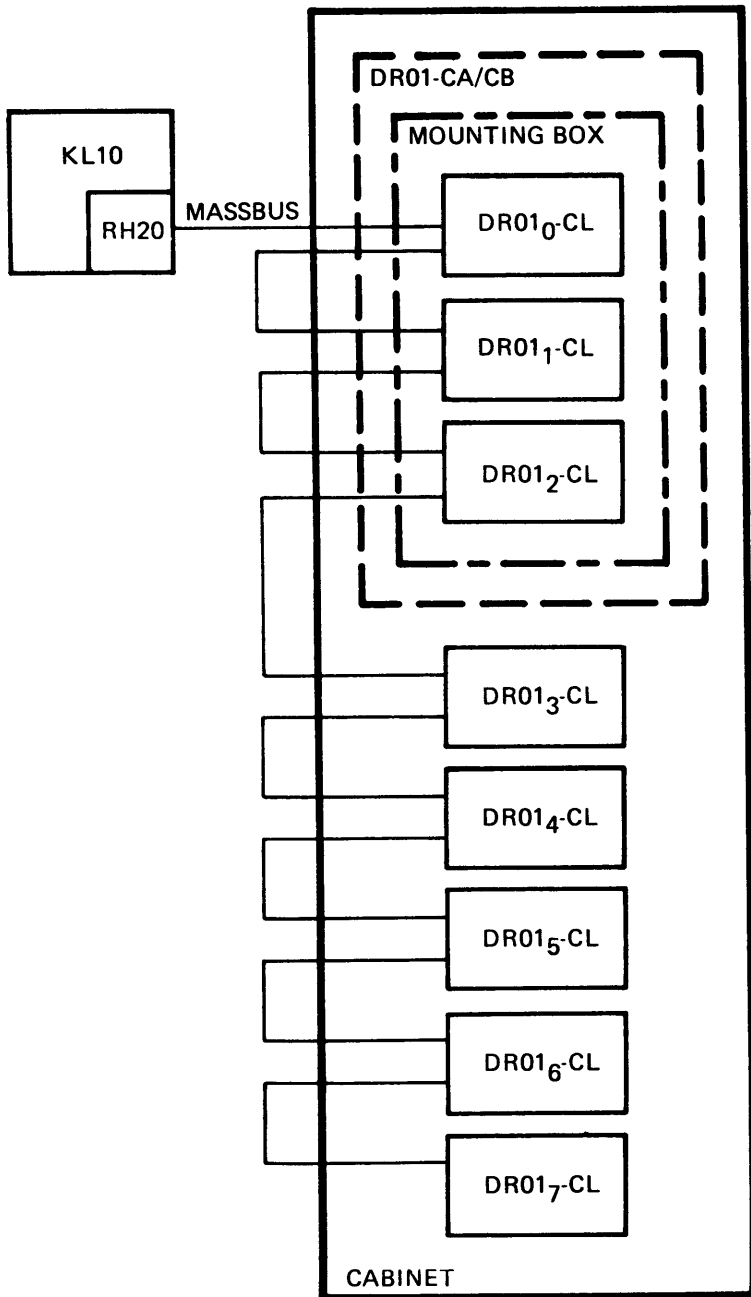 DR01-CA/CB
MOUNTING BOX
KL10
RH20
MASSBUS
DR01₀-CL
DR01₁-CL
DR01₂-CL
DR01₃-CL
DR01₄-CL
DR01₅-CL
DR01₆-CL
DR01₇-CL
CABINET